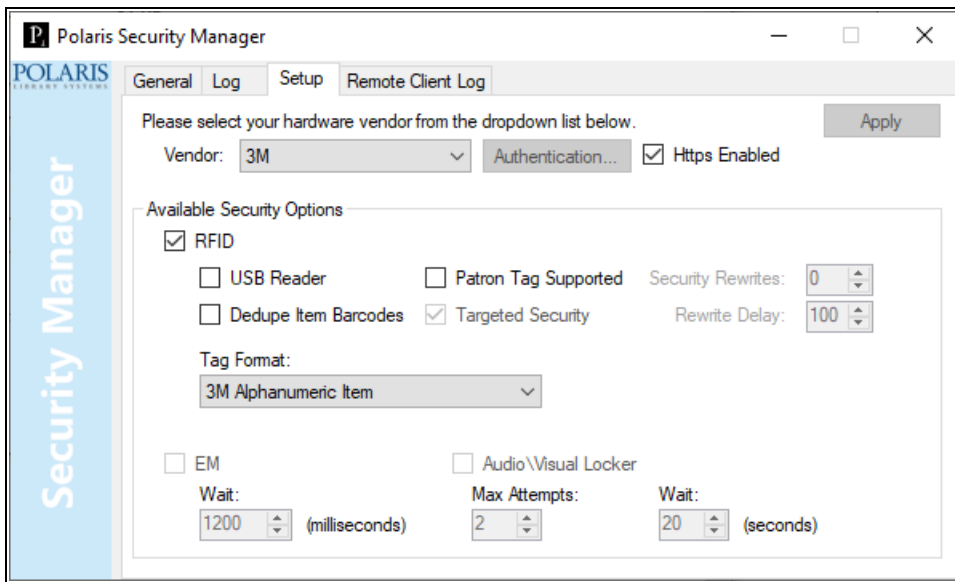 Polaris Security Manager
POLARIS
LIBRARY SYSTEMS
Security Manager
General Log Setup Remote Client Log
Please select your hardware vendor from the dropdown list below. Apply
Vendor: 3M Authentication... Https Enabled
Available Security Options
RFID
USB Reader Patron Tag Supported Security Rewrites: 0
Dedupe Item Barcodes Targeted Security Rewrite Delay: 100
Tag Format:
3M Alphanumeric Item
EM Audio\Visual Locker
Wait: Max Attempts: Wait:
1200 (milliseconds) 2 20 (seconds)